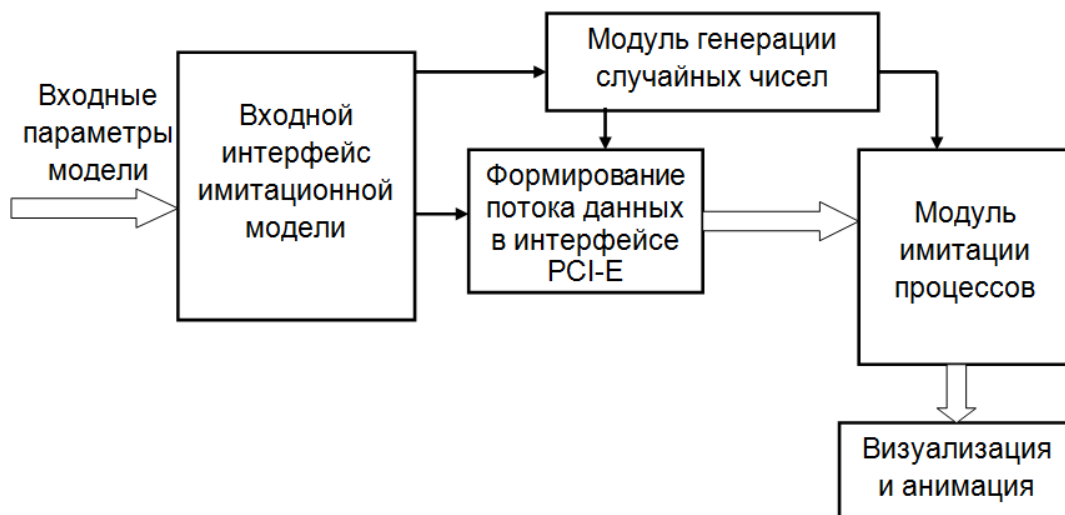 Входные
параметры
модели
Входной
интерфейс
имитационной
модели
Модуль генерации
случайных чисел
Формирование
потока данных
в интерфейсе
PCI-E
Модуль
имитации
процессов
Визуализация
и анимация